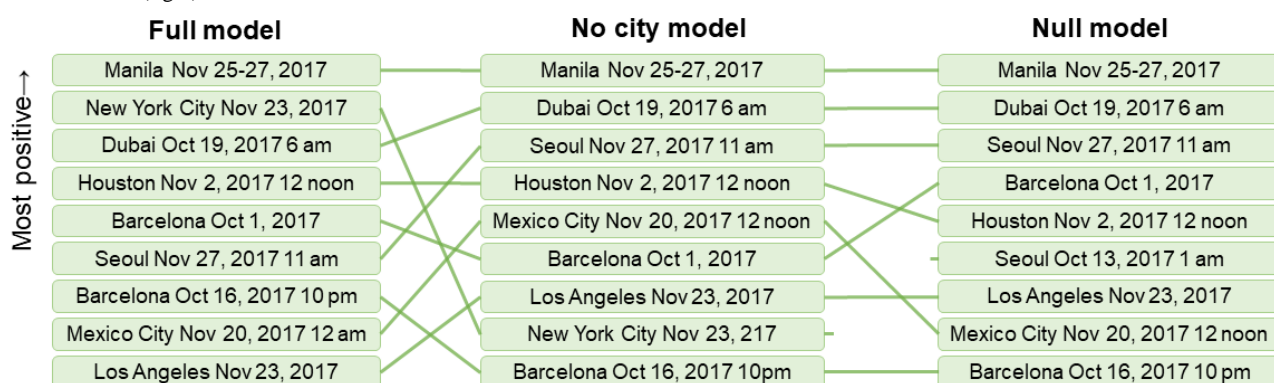 Full model
No city model
Null model
Most positive→
Manila Nov 25-27, 2017
New York City Nov 23, 2017
Dubai Oct 19, 2017 6 am
Houston Nov 2, 2017 12 noon
Barcelona Oct 1, 2017
Seoul Nov 27, 2017 11 am
Barcelona Oct 16, 2017 10 pm
Mexico City Nov 20, 2017 12 am
Los Angeles Nov 23, 2017
Manila Nov 25-27, 2017
Dubai Oct 19, 2017 6 am
Seoul Nov 27, 2017 11 am
Houston Nov 2, 2017 12 noon
Mexico City Nov 20, 2017 12 noon
Barcelona Oct 1, 2017
Los Angeles Nov 23, 2017
New York City Nov 23, 217
Barcelona Oct 16, 2017 10pm
Manila Nov 25-27, 2017
Dubai Oct 19, 2017 6 am
Seoul Nov 27, 2017 11 am
Barcelona Oct 1, 2017
Houston Nov 2, 2017 12 noon
Seoul Oct 13, 2017 1 am
Los Angeles Nov 23, 2017
Mexico City Nov 20, 2017 12 noon
Barcelona Oct 16, 2017 10 pm